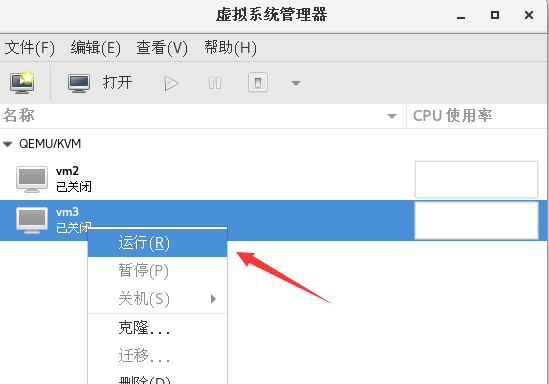 虚拟系统管理器
文件(F) 编辑(E) 查看(V) 帮助(H)
打开
名称 CPU 使用率
QEMU/KVM
vm2
已关闭
vm3
已关闭
运行(R)
暂停(P)
关机(S)
克隆...
迁移...
删除(D)